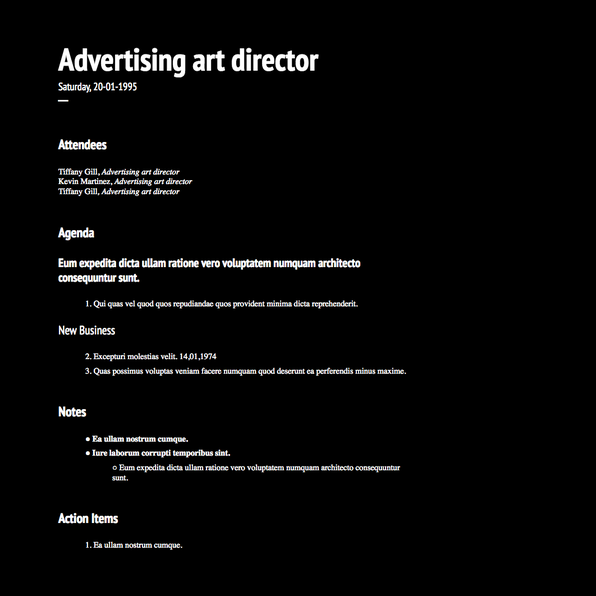 Advertising art director
Saturday, 20-01-1995
—
Attendees
Tiffany Gill, Advertising art director
Kevin Martinez, Advertising art director
Tiffany Gill, Advertising art director
Agenda
Eum expedita dicta ullam ratione vero voluptatem numquam architecto
consequuntur sunt.
1. Qui quas vel quod quos repudiandae quos provident minima dicta reprehenderit.
New Business
2. Excepturi molestias velit. 14,01,1974
3. Quas possimus voluptas veniam facere numquam quod deserunt ea perferendis minus maxime.
Notes
● Ea ullam nostrum cumque.
● Iure laborum corrupti temporibus sint.
○ Eum expedita dicta ullam ratione vero voluptatem numquam architecto consequuntur
sunt.
Action Items
1. Ea ullam nostrum cumque.